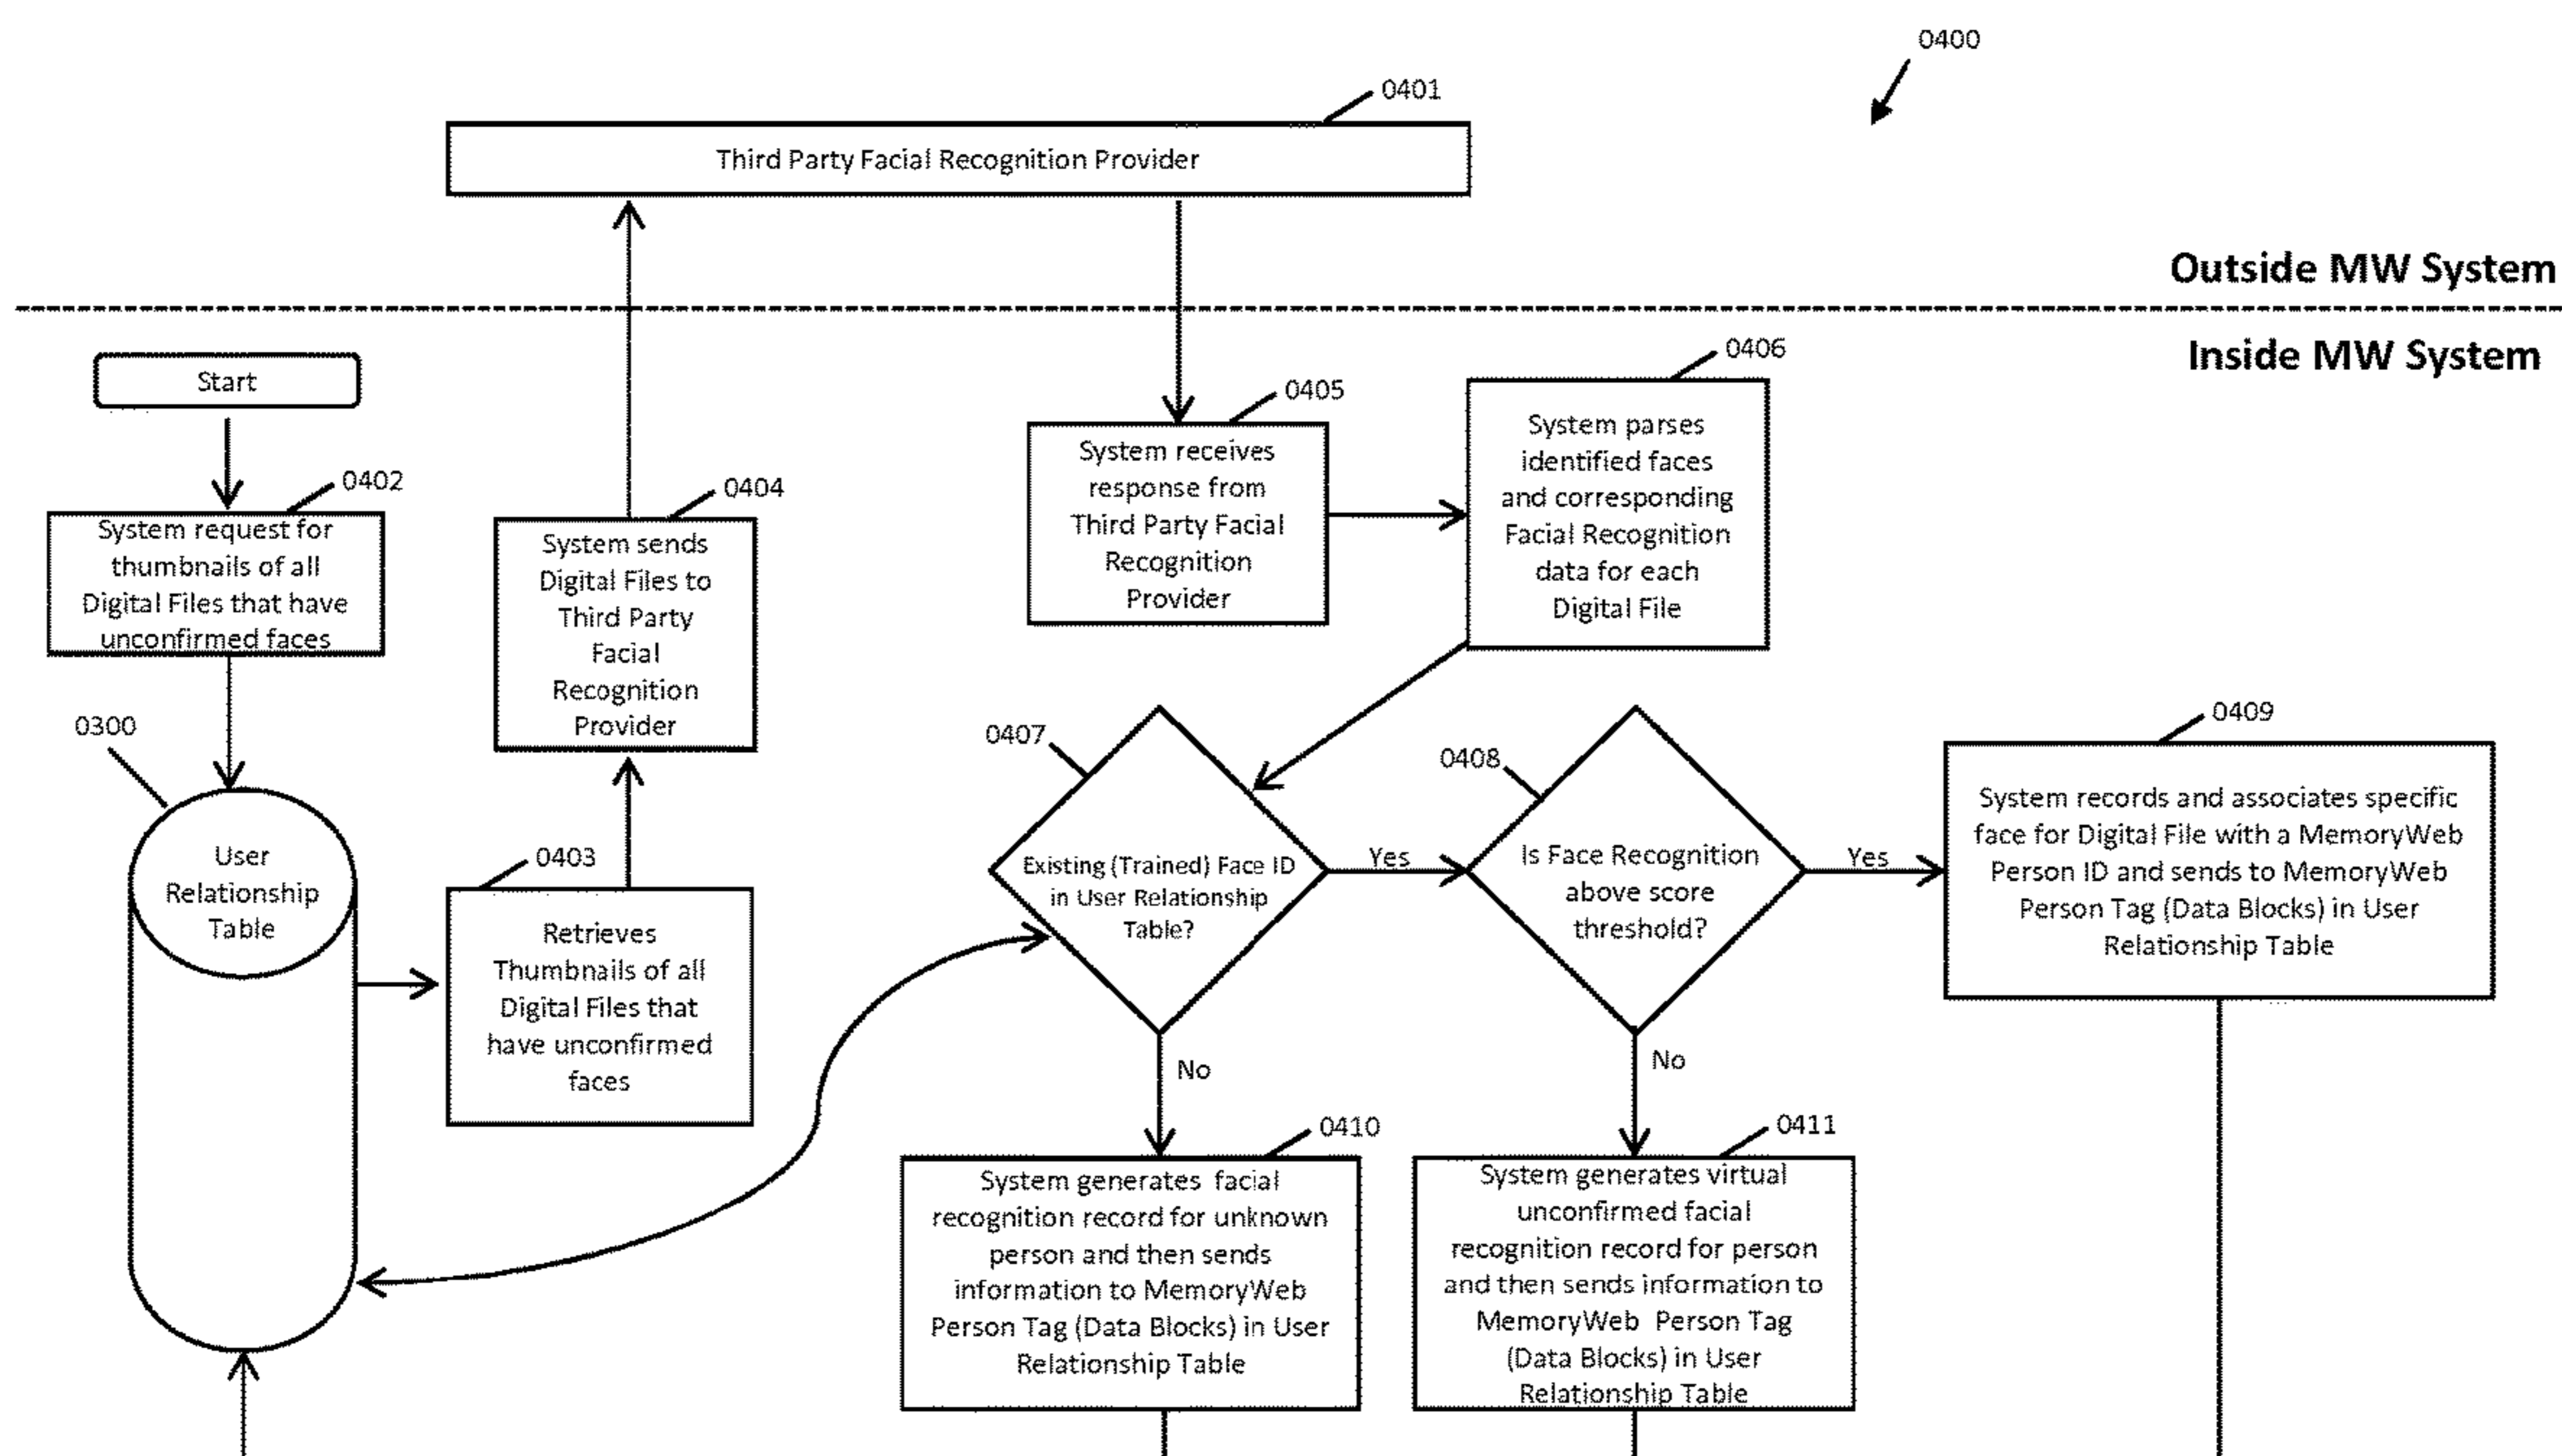 0400
0401
Third Party Facial Recognition Provider
Outside MW System
Inside MW System
Start
0402
System request for
thumbnails of all
Digital Files that have
unconfirmed faces
0300
User
Relationship
Table
0403
Retrieves
Thumbnails of all
Digital Files that
have unconfirmed
faces
0404
System sends
Digital Files to
Third Party
Facial
Recognition
Provider
0405
System receives
response from
Third Party Facial
Recognition
Provider
0406
System parses
identified faces
and corresponding
Facial Recognition
data for each
Digital File
0407
Existing (Trained) Face ID
in User Relationship
Table?
Yes
No
0408
Is Face Recognition
above score
threshold?
Yes
No
0409
System records and associates specific
face for Digital File with a MemoryWeb
Person ID and sends to MemoryWeb
Person Tag (Data Blocks) in User
Relationship Table
0410
System generates facial
recognition record for unknown
person and then sends
information to MemoryWeb
Person Tag (Data Blocks) in User
Relationship Table
0411
System generates virtual
unconfirmed facial
recognition record for person
and then sends information to
MemoryWeb Person Tag
(Data Blocks) in User
Relationship Table